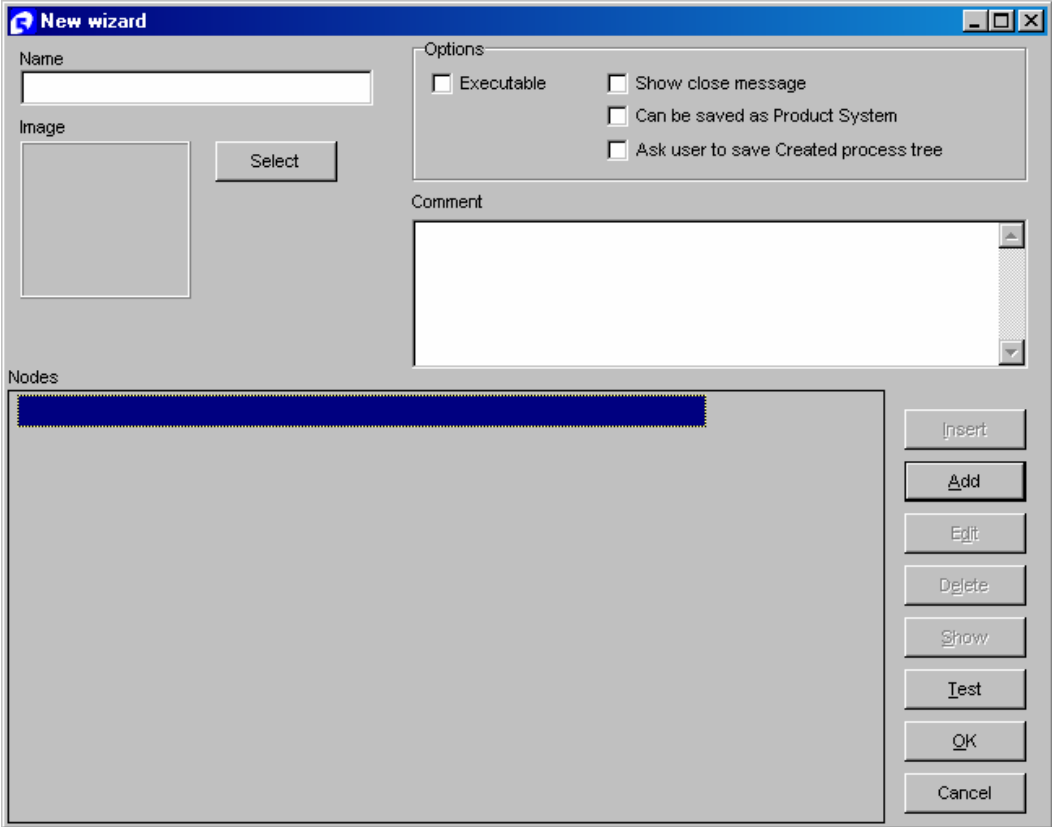 New wizard
Name
Image
Select
Options
Executable
Show close message
Can be saved as Product System
Ask user to save Created process tree
Comment
Nodes
Insert
Add
Edit
Delete
Show
Test
OK
Cancel